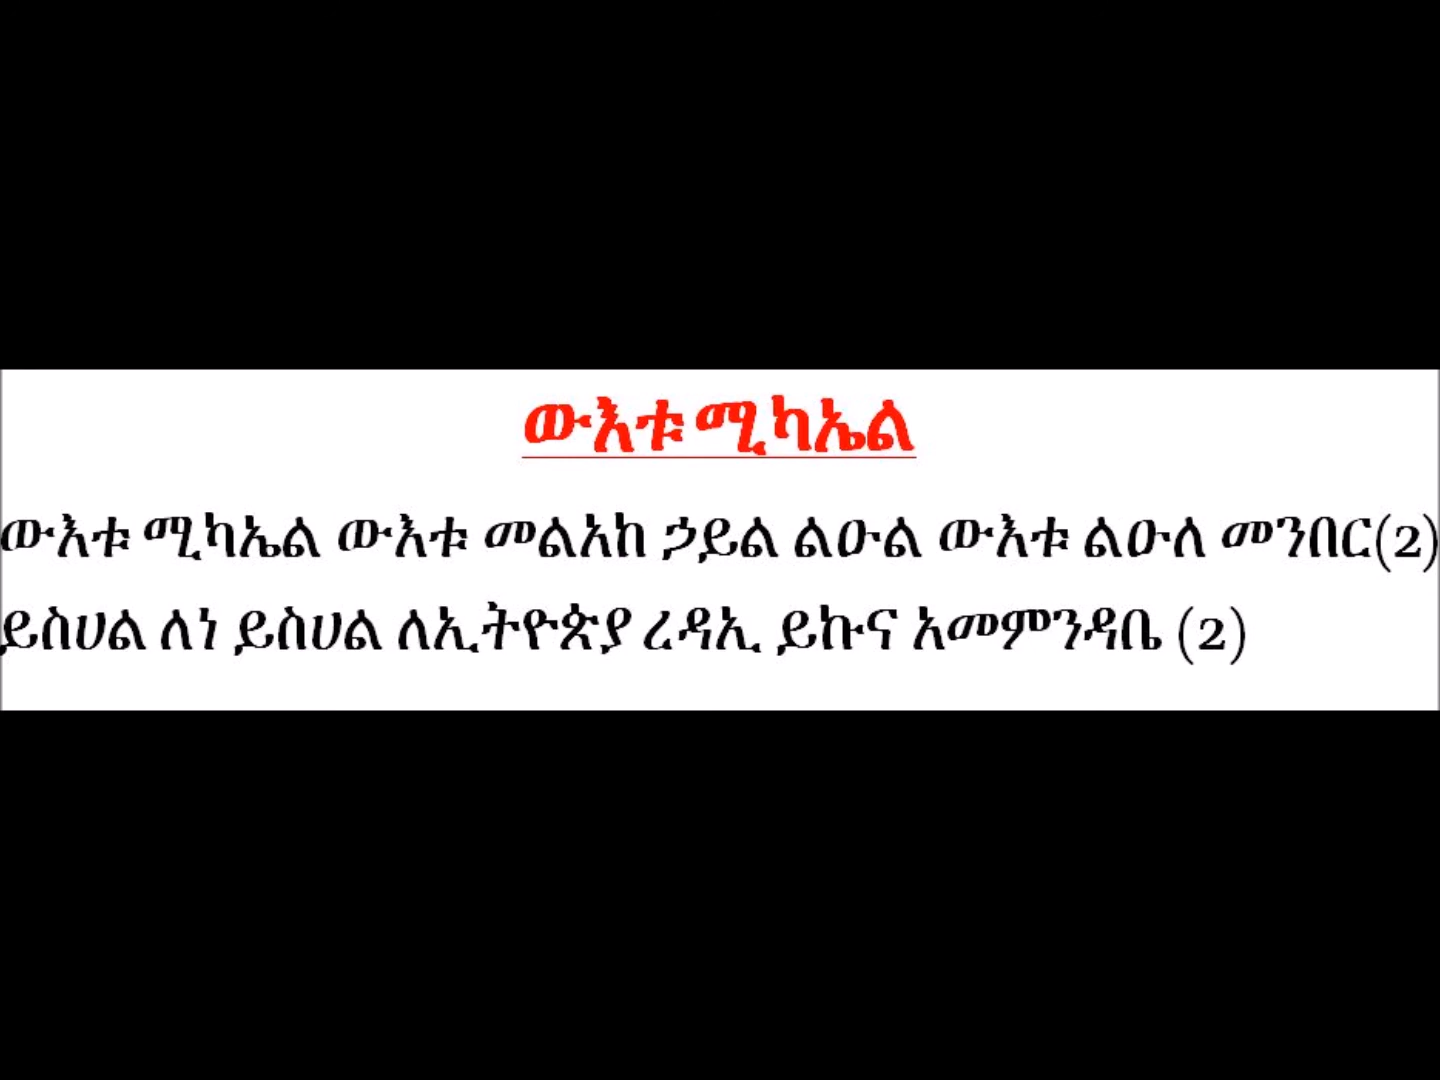 ውእቱ ሚካኤል
ውእቱ ሚካኤል ውእቱ መልአከ ኃይል ልዑል ውእቱ ልዑለ መንበር(2)
ይስሀል ለነ ይስሀል ለኢትዮጵያ ረዳኢ ይኩና አመምንዳቤ (2)